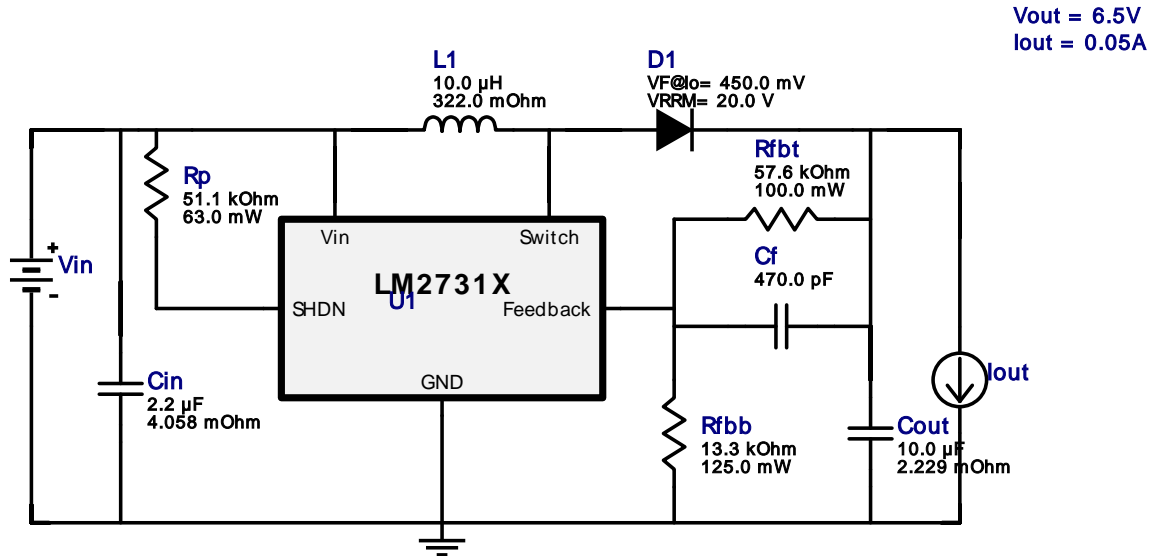 Vout = 6.5V
Iout = 0.05A
L1
10.0 µH
322.0 mOhm
D1
VF@Io= 450.0 mV
VRRM= 20.0 V
Rfbt
57.6 kOhm
100.0 mW
Rp
51.1 kOhm
63.0 mW
Vin
Switch
+
Vin
-
LM2731X
U1
Cf
470.0 pF
SHDN
Feedback
GND
Iout
Cin
2.2 µF
4.058 mOhm
Rfbb
13.3 kOhm
125.0 mW
Cout
10.0 µF
2.229 mOhm